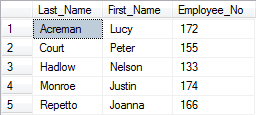 Last_Name First_Name Employee_No
1 Acreman Lucy 172
2 Court Peter 155
3 Hadlow Nelson 133
4 Monroe Justin 174
5 Repetto Joanna 166